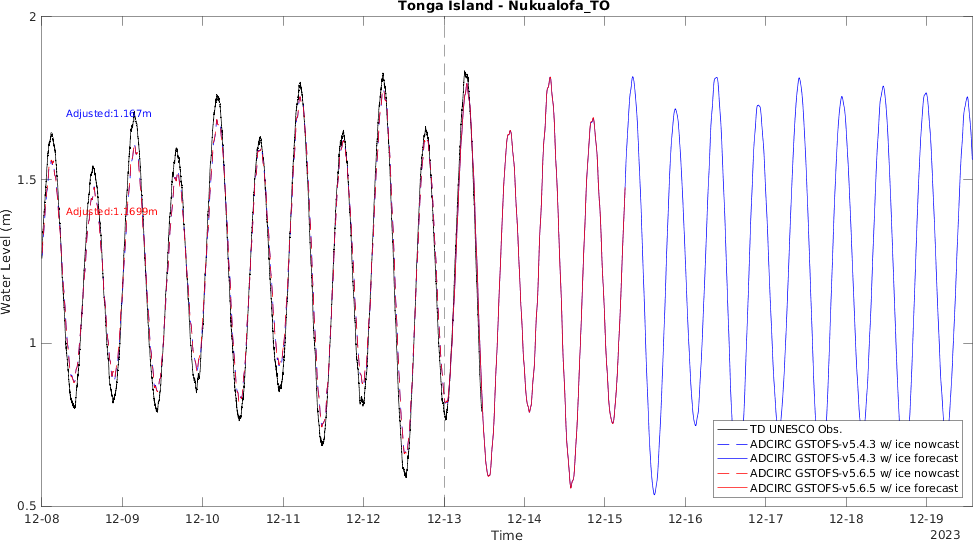 Tonga Island - Nukualofa_TO
2
1.5
1
0.5
Water Level (m)
Adjusted:1.167m
Adjusted:1.1699m
TD UNESCO Obs.
ADCIRC GSTOFS-v5.4.3 w/ ice nowcast
ADCIRC GSTOFS-v5.4.3 w/ ice forecast
ADCIRC GSTOFS-v5.6.5 w/ ice nowcast
ADCIRC GSTOFS-v5.6.5 w/ ice forecast
12-08 12-09 12-10 12-11 12-12 12-13 12-14 12-15 12-16 12-17 12-18 12-19
2023
Time